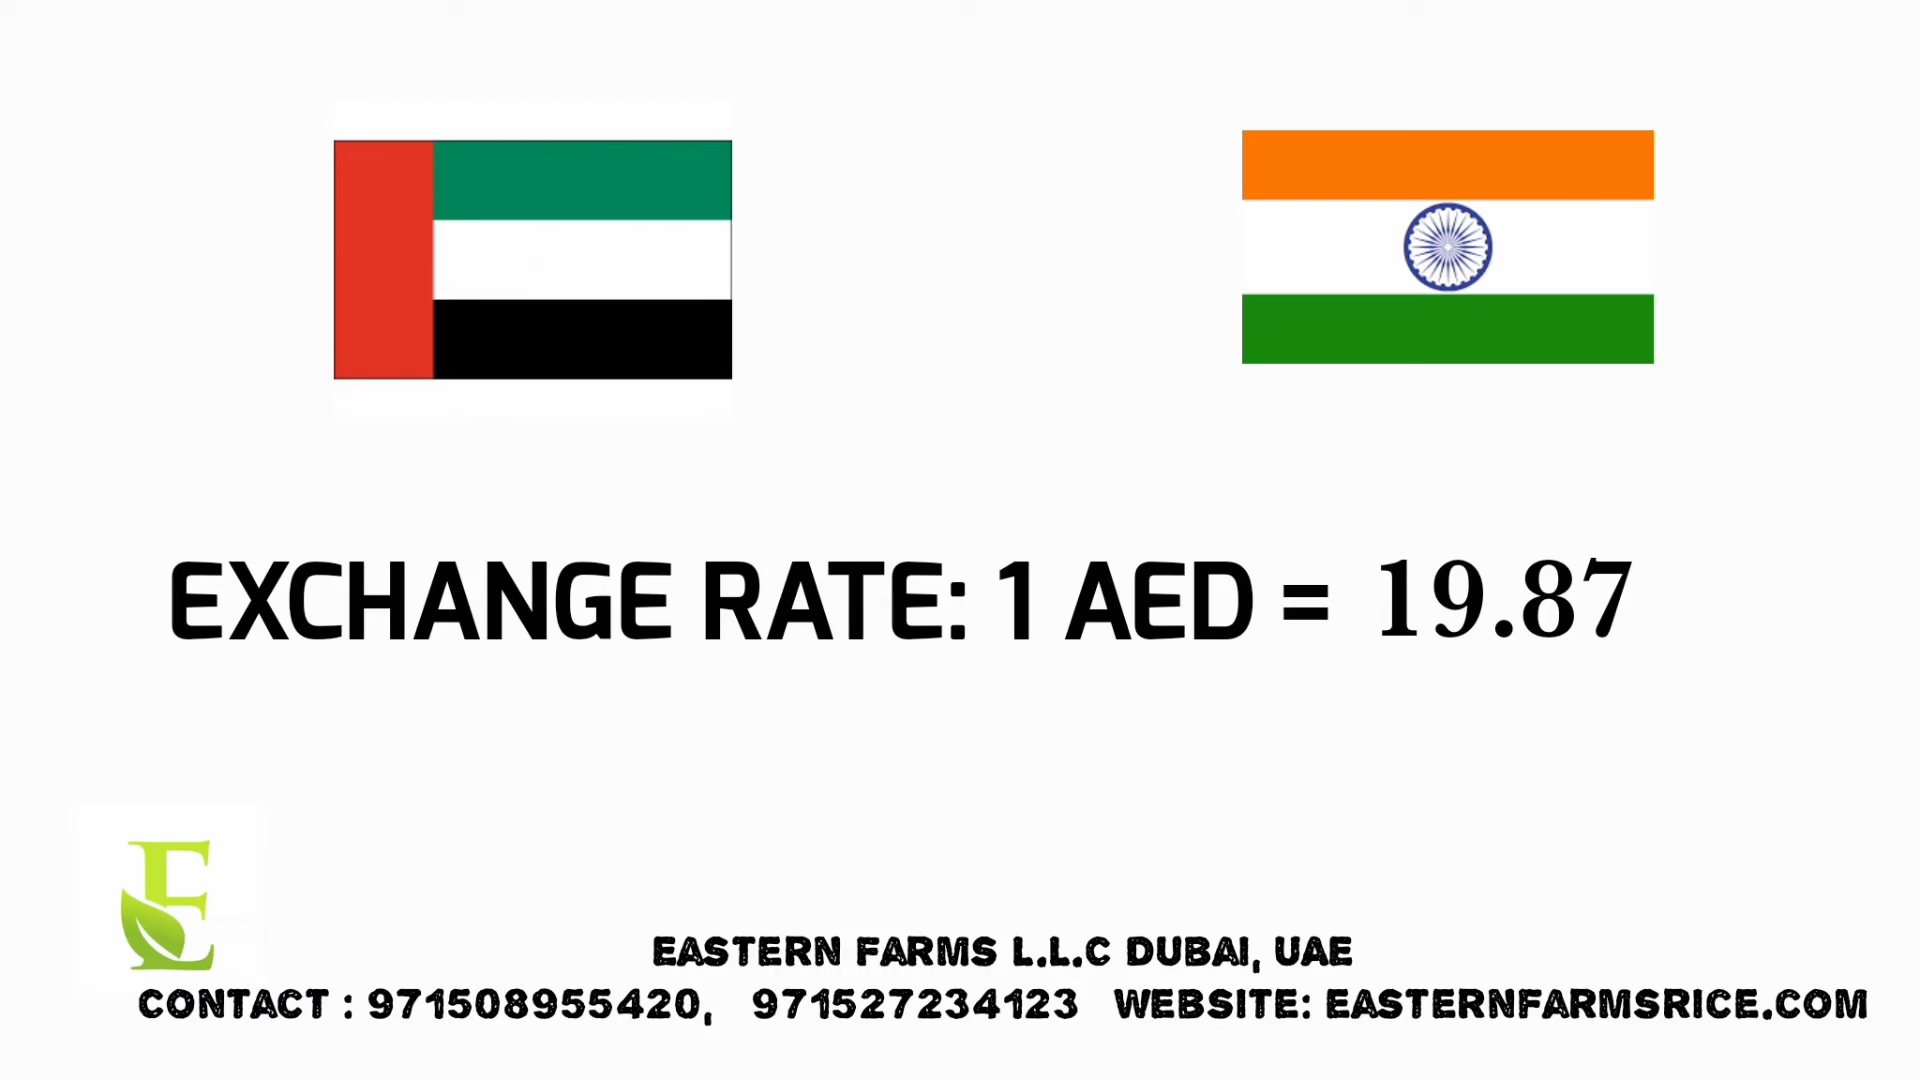 EXCHANGE RATE: 1 AED = 19.87
E
EASTERN FARMS L.L.C DUBAI, UAE
CONTACT : 971508955420, 971527234123 WEBSITE: EASTERNFARMSRICE.COM